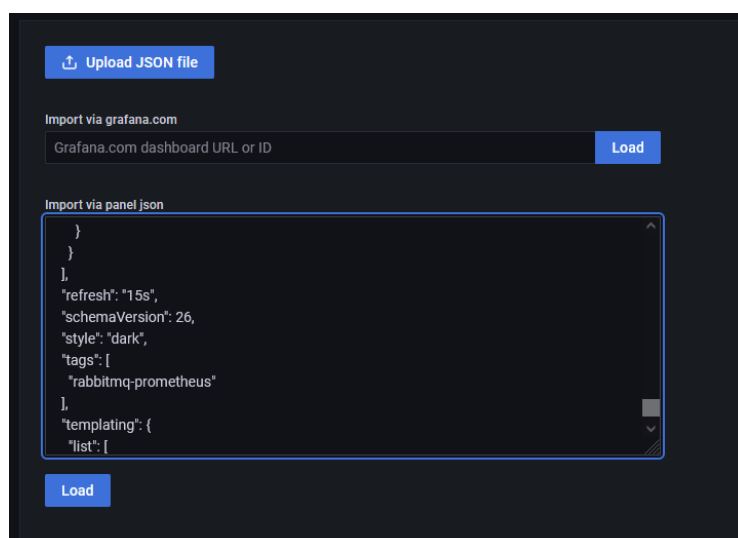 Upload JSON file
Import via grafana.com
Grafana.com dashboard URL or ID
Load
Import via panel json
}
}
],
"refresh": "15s",
"schemaVersion": 26,
"style": "dark",
"tags": [
"rabbitmq-prometheus"
],
"templating": {
"list": [
Load